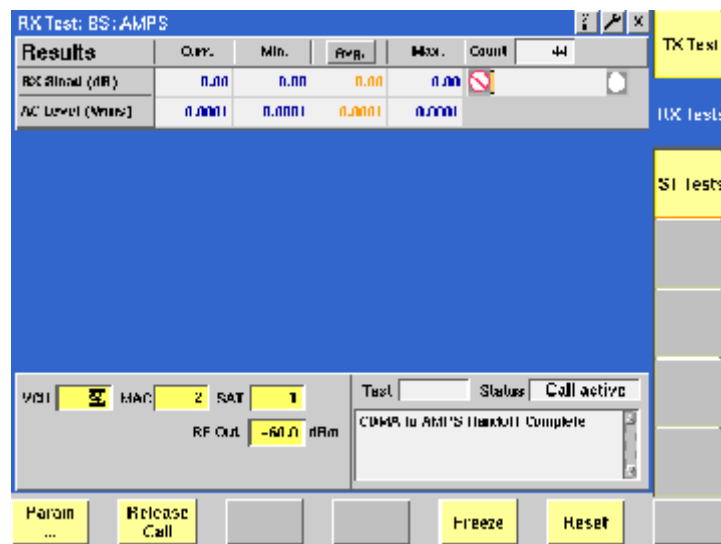 RX Test: BS: AMPS
Results Curr. Min. Avg. Max. Count 44
RX Sinad (dB) 0.00 0.00 0.00 0.00
AC Level (Vrms) 0.0001 0.0001 0.0001 0.0001
TX Test
RX Tests
ST Tests
VCH MAC 2 SAT 1
RF Out -60.0 dBm
Test Status Call active
CDMA to AMPS Handoff Complete
Param
...
Release
Call
Freeze
Reset